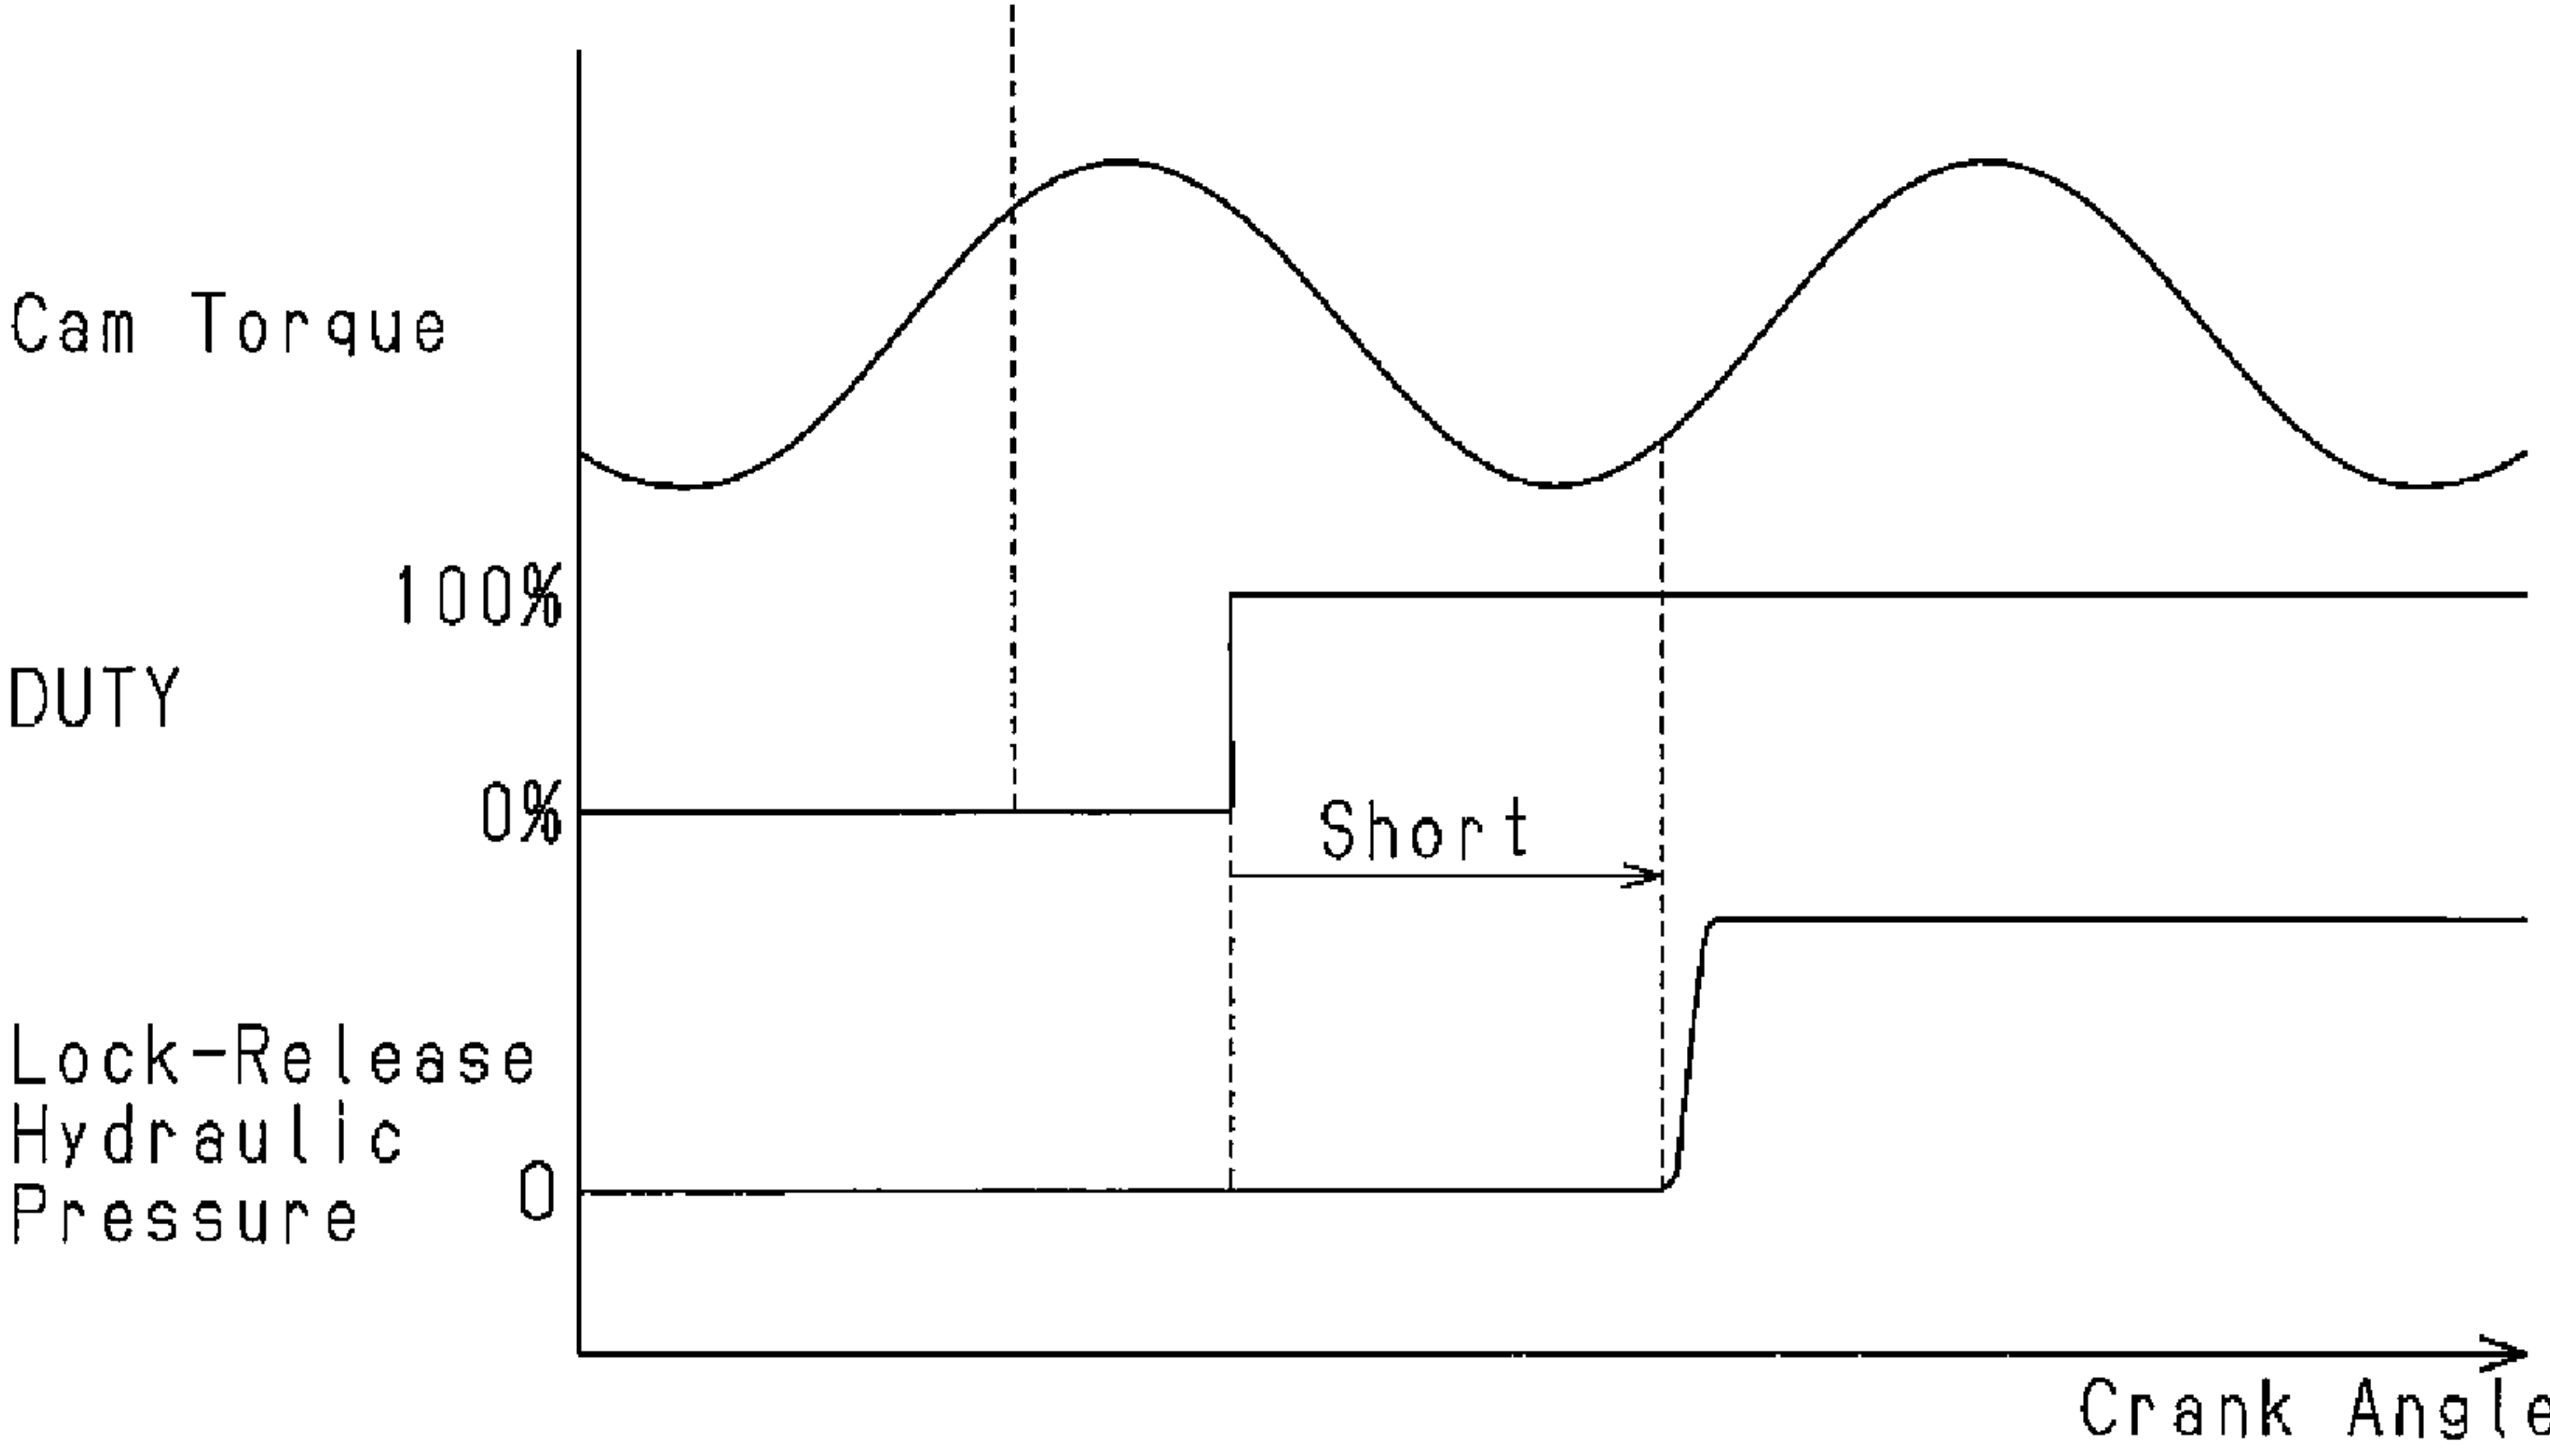 Cam Torque
100%
DUTY
0%
Short
Lock-Release
Hydraulic
Pressure
0
Crank Angle